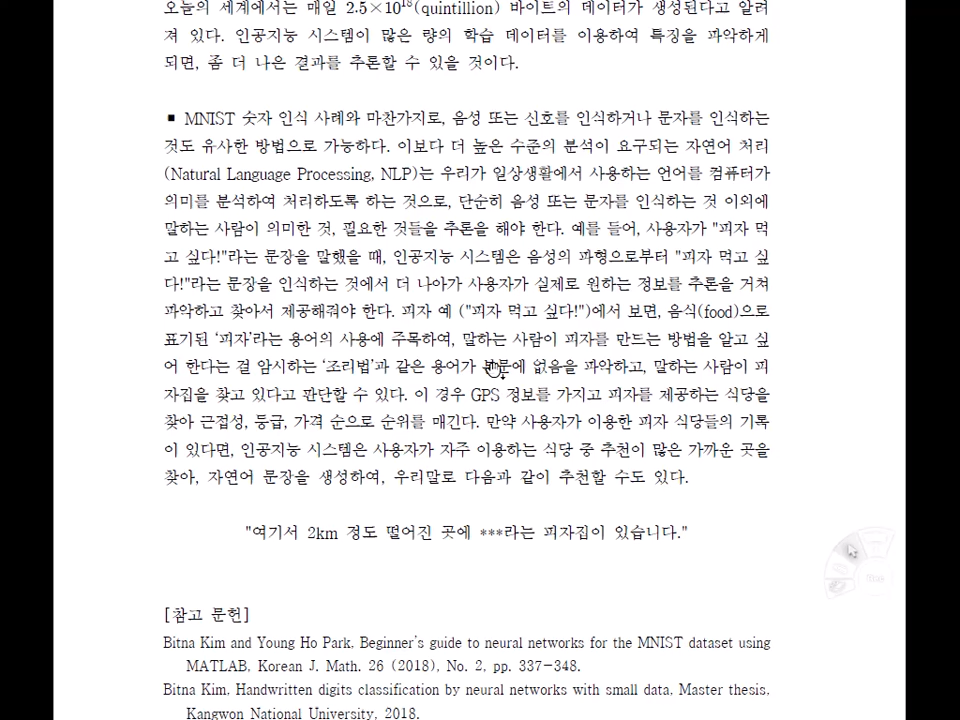 오늘의 세계에서는 매일 2.5×10¹⁸(quintillion) 바이트의 데이터가 생성된다고 알려
져 있다. 인공지능 시스템이 많은 량의 학습 데이터를 이용하여 특징을 파악하게
되면, 좀 더 나은 결과를 추론할 수 있을 것이다.
▪ MNIST 숫자 인식 사례와 마찬가지로, 음성 또는 신호를 인식하거나 문자를 인식하는
것도 유사한 방법으로 가능하다. 이보다 더 높은 수준의 분석이 요구되는 자연어 처리
(Natural Language Processing, NLP)는 우리가 일상생활에서 사용하는 언어를 컴퓨터가
의미를 분석하여 처리하도록 하는 것으로, 단순히 음성 또는 문자를 인식하는 것 이외에
말하는 사람이 의미한 것, 필요한 것들을 추론을 해야 한다. 예를 들어, 사용자가 "피자 먹
고 싶다!"라는 문장을 말했을 때, 인공지능 시스템은 음성의 파형으로부터 "피자 먹고 싶
다!"라는 문장을 인식하는 것에서 더 나아가 사용자가 실제로 원하는 정보를 추론을 거쳐
파악하고 찾아서 제공해줘야 한다. 피자 예 ("피자 먹고 싶다!")에서 보면, 음식(food)으로
표기된 '피자'라는 용어의 사용에 주목하여, 말하는 사람이 피자를 만드는 방법을 알고 싶
어 한다는 걸 암시하는 '조리법'과 같은 용어가 본문에 없음을 파악하고, 말하는 사람이 피
자집을 찾고 있다고 판단할 수 있다. 이 경우 GPS 정보를 가지고 피자를 제공하는 식당을
찾아 근접성, 등급, 가격 순으로 순위를 매긴다. 만약 사용자가 이용한 피자 식당들의 기록
이 있다면, 인공지능 시스템은 사용자가 자주 이용하는 식당 중 추천이 많은 가까운 곳을
찾아, 자연어 문장을 생성하여, 우리말로 다음과 같이 추천할 수도 있다.
"여기서 2km 정도 떨어진 곳에 ***라는 피자집이 있습니다."
[참고 문헌]
Bitna Kim and Young Ho Park, Beginner's guide to neural networks for the MNIST dataset using
MATLAB, Korean J. Math. 26 (2018), No. 2, pp. 337-348.
Bitna Kim, Handwritten digits classification by neural networks with small data, Master thesis,
Kangwon National University, 2018.